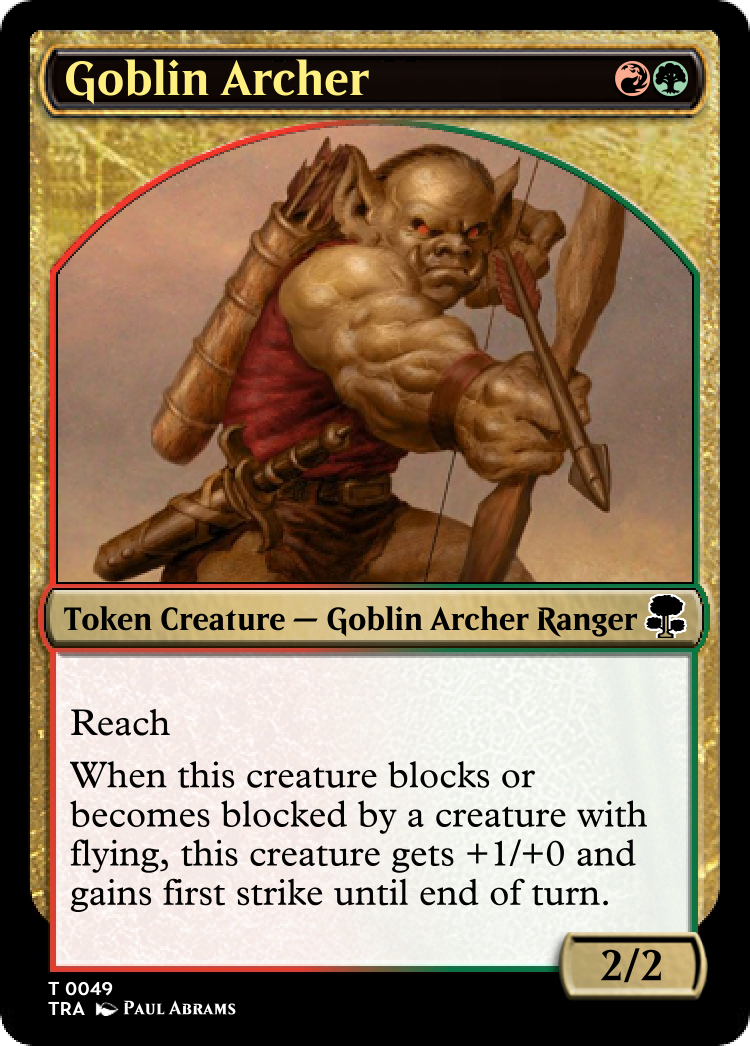 Goblin Archer
Token Creature — Goblin Archer Ranger
Reach
When this creature blocks or
becomes blocked by a creature with
flying, this creature gets +1/+0 and
gains first strike until end of turn.
2/2
T 0049
TRA PAUL ABRAMS